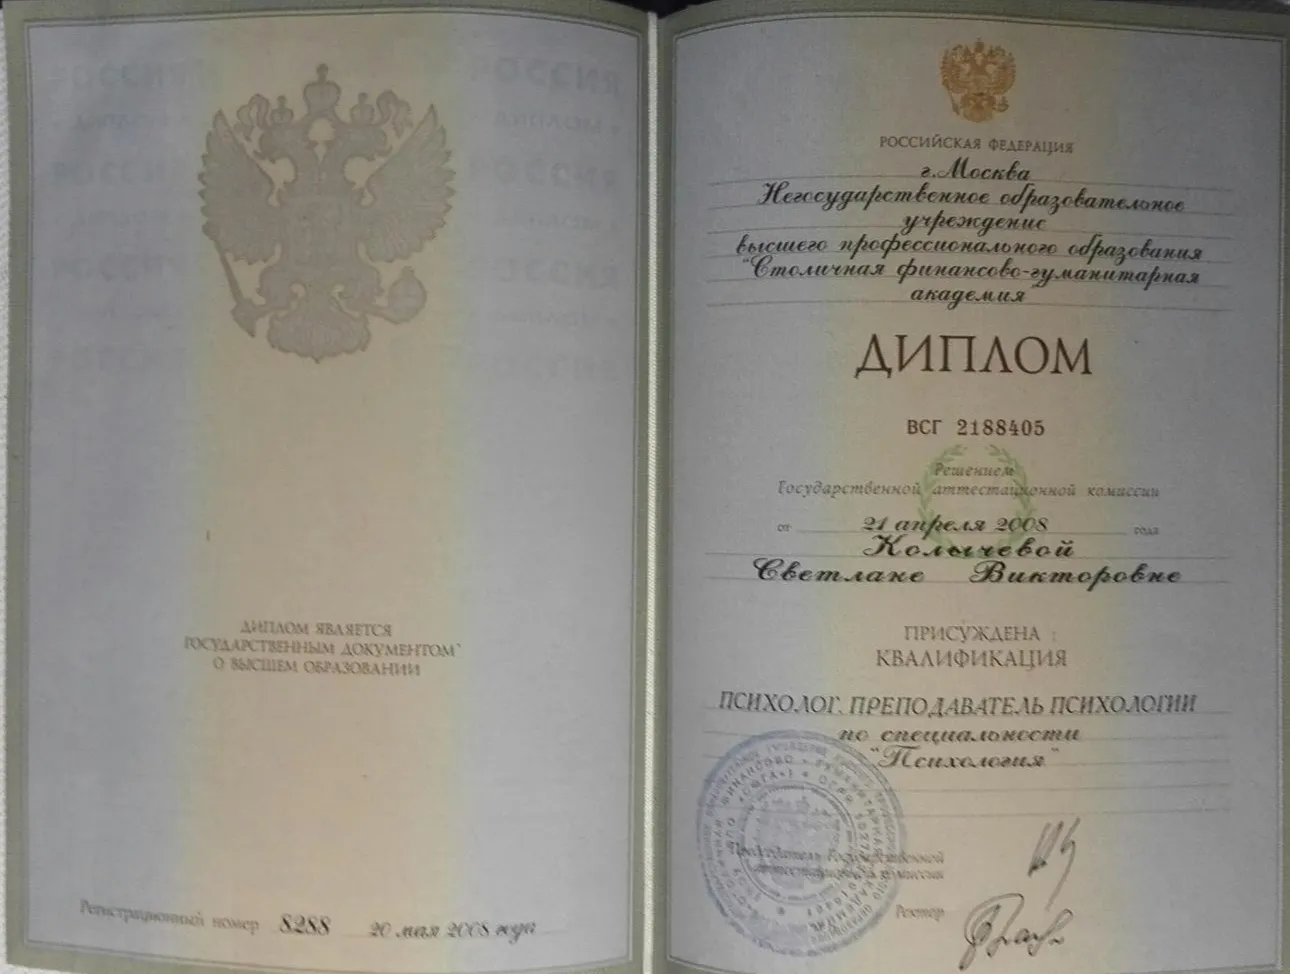 ДИПЛОМ ЯВЛЯЕТСЯ
ГОСУДАРСТВЕННЫМ ДОКУМЕНТОМ
О ВЫСШЕМ ОБРАЗОВАНИИ
Регистрационный номер 8288 20 мая 2008 года
РОССИЙСКАЯ ФЕДЕРАЦИЯ
г.Москва
Негосударственное образовательное
учреждение
высшего профессионального образования
"Столичная финансово-гуманитарная
академия
ДИПЛОМ
ВСГ 2188405
Решением
Государственной аттестационной комиссии
от 21 апреля 2008 года
Колычевой
Светлане Викторовне
ПРИСУЖДЕНА
КВАЛИФИКАЦИЯ
ПСИХОЛОГ. ПРЕПОДАВАТЕЛЬ ПСИХОЛОГИИ
по специальности
"Психология"
Председатель Государственной
аттестационной комиссии
Ректор